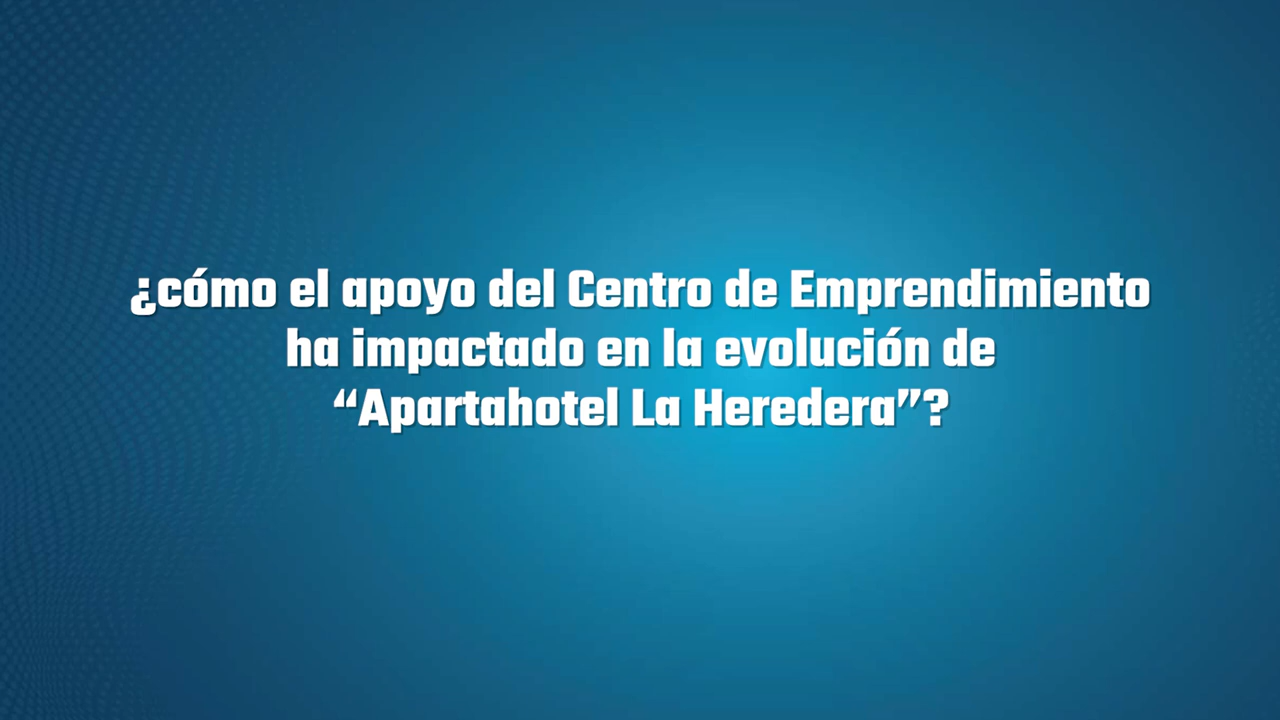 ¿cómo el apoyo del Centro de Emprendimiento
ha impactado en la evolución de
“Apartahotel La Heredera”?